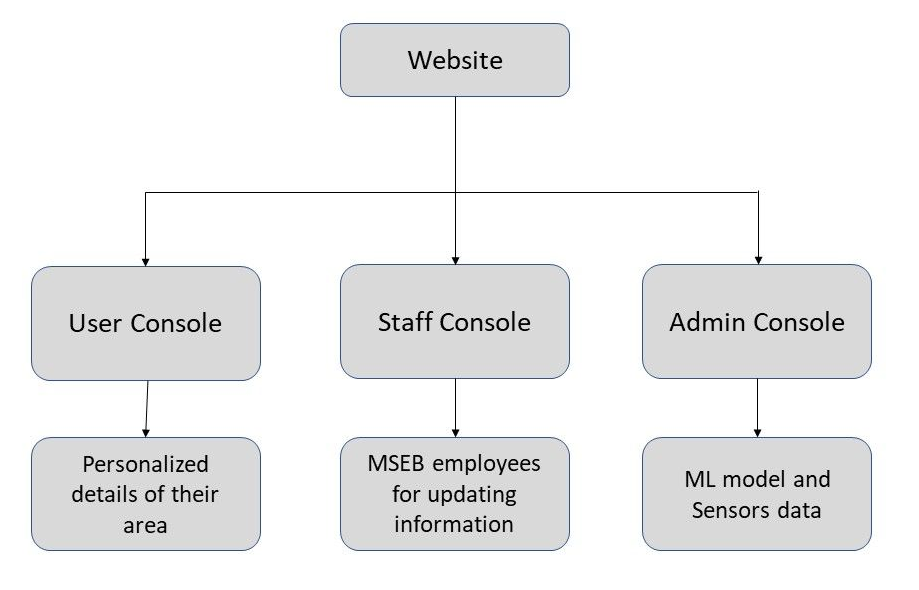 Website
User Console
Staff Console
Admin Console
Personalized
details of their
area
MSEB employees
for updating
information
ML model and
Sensors data